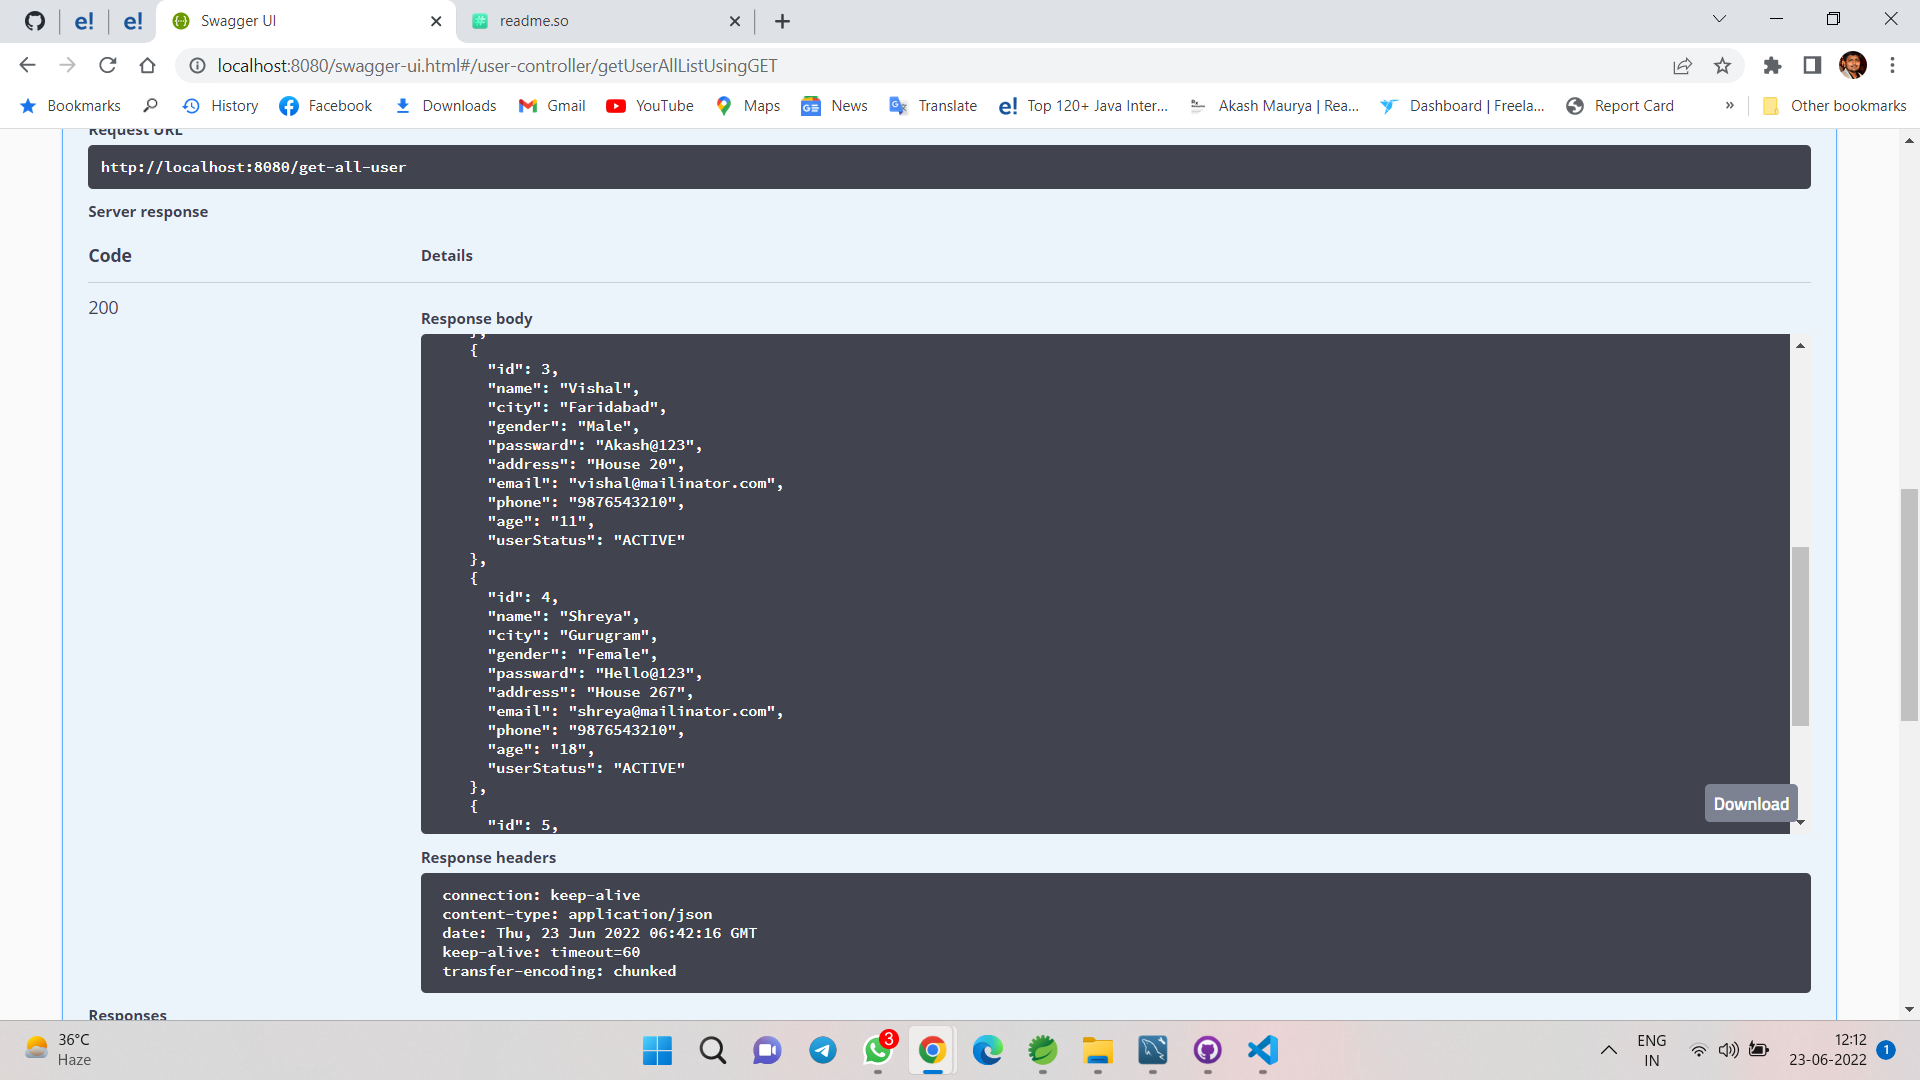 Swagger UI
readme.so
localhost:8080/swagger-ui.html#/user-controller/getUserAllListUsingGET
Bookmarks History Facebook Downloads Gmail YouTube Maps News Translate e! Top 120+ Java Inter... Akash Maurya | Rea... Dashboard | Freela... Report Card » Other bookmarks
Request URL
http://localhost:8080/get-all-user
Server response
Code Details
200
Response body
},
{
"id": 3,
"name": "Vishal",
"city": "Faridabad",
"gender": "Male",
"passward": "Akash@123",
"address": "House 20",
"email": "vishal@mailinator.com",
"phone": "9876543210",
"age": "11",
"userStatus": "ACTIVE"
},
{
"id": 4,
"name": "Shreya",
"city": "Gurugram",
"gender": "Female",
"passward": "Hello@123",
"address": "House 267",
"email": "shreya@mailinator.com",
"phone": "9876543210",
"age": "18",
"userStatus": "ACTIVE"
},
{
"id": 5,
Download
Response headers
connection: keep-alive
content-type: application/json
date: Thu, 23 Jun 2022 06:42:16 GMT
keep-alive: timeout=60
transfer-encoding: chunked
Responses
36°C
Haze
3
ENG
IN
12:12
23-06-2022
1